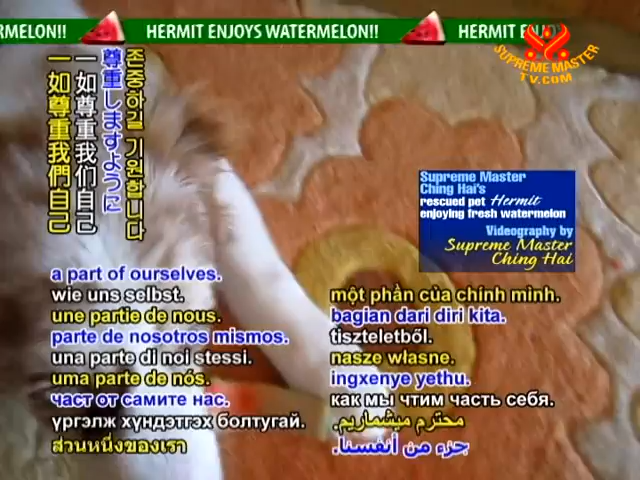 RMELON!! HERMIT ENJOYS WATERMELON!! HERMIT ENJOY
SUPREME MASTER
TV.COM
존중하길 기원합니다
尊重しますように
一如尊重我们自己
一如尊重我們自己
Supreme Master
Ching Hai's
rescued pet Hermit
enjoying fresh watermelon
Videography by
Supreme Master
Ching Hai
a part of ourselves.
wie uns selbst.
une partie de nous.
parte de nosotros mismos.
una parte di noi stessi.
uma parte de nós.
част от самите нас.
үргэлж хүндэтгэх болтугай.
ส่วนหนึ่งของเรา
một phần của chính mình.
bagian dari diri kita.
tiszteletből.
nasze własne.
ingxenye yethu.
как мы чтим часть себя.
محترم میشماریم.
جزء من أنفسنا.